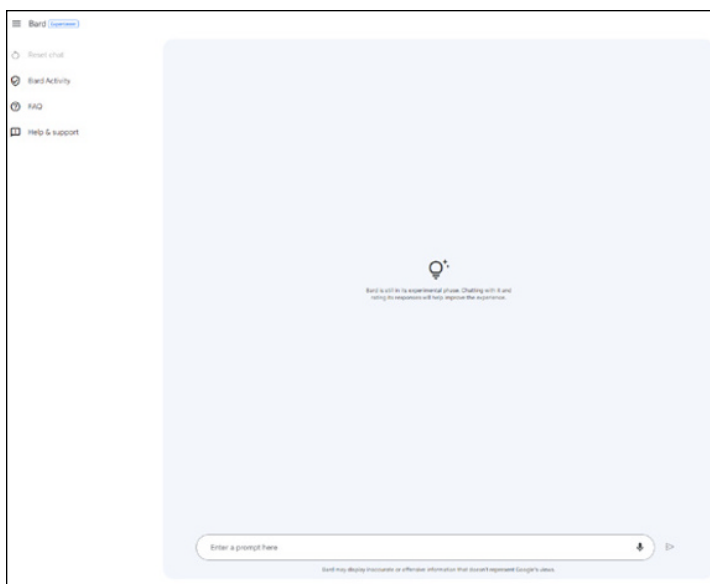 Bard Experiment
Reset chat
Bard Activity
FAQ
Help & support
Bard is still in its experimental phase. Chatting with it and
rating its responses will help improve the experience.
Enter a prompt here
Bard may display inaccurate or offensive information that doesn't represent Google's views.